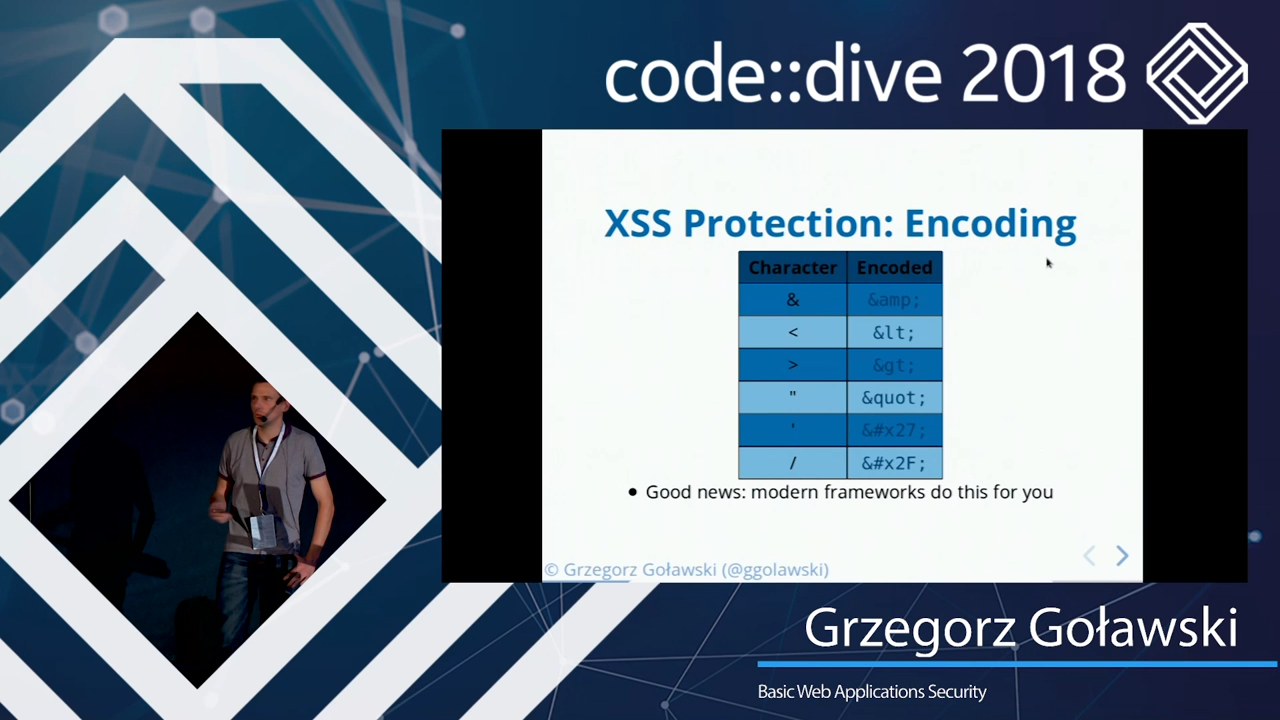 code::dive 2018
XSS Protection: Encoding
Character Encoded
& &amp;
< &lt;
> &gt;
" &quot;
' &#x27;
/ &#x2F;
• Good news: modern frameworks do this for you
© Grzegorz Goławski (@ggolawski)
Grzegorz Goławski
Basic Web Applications Security